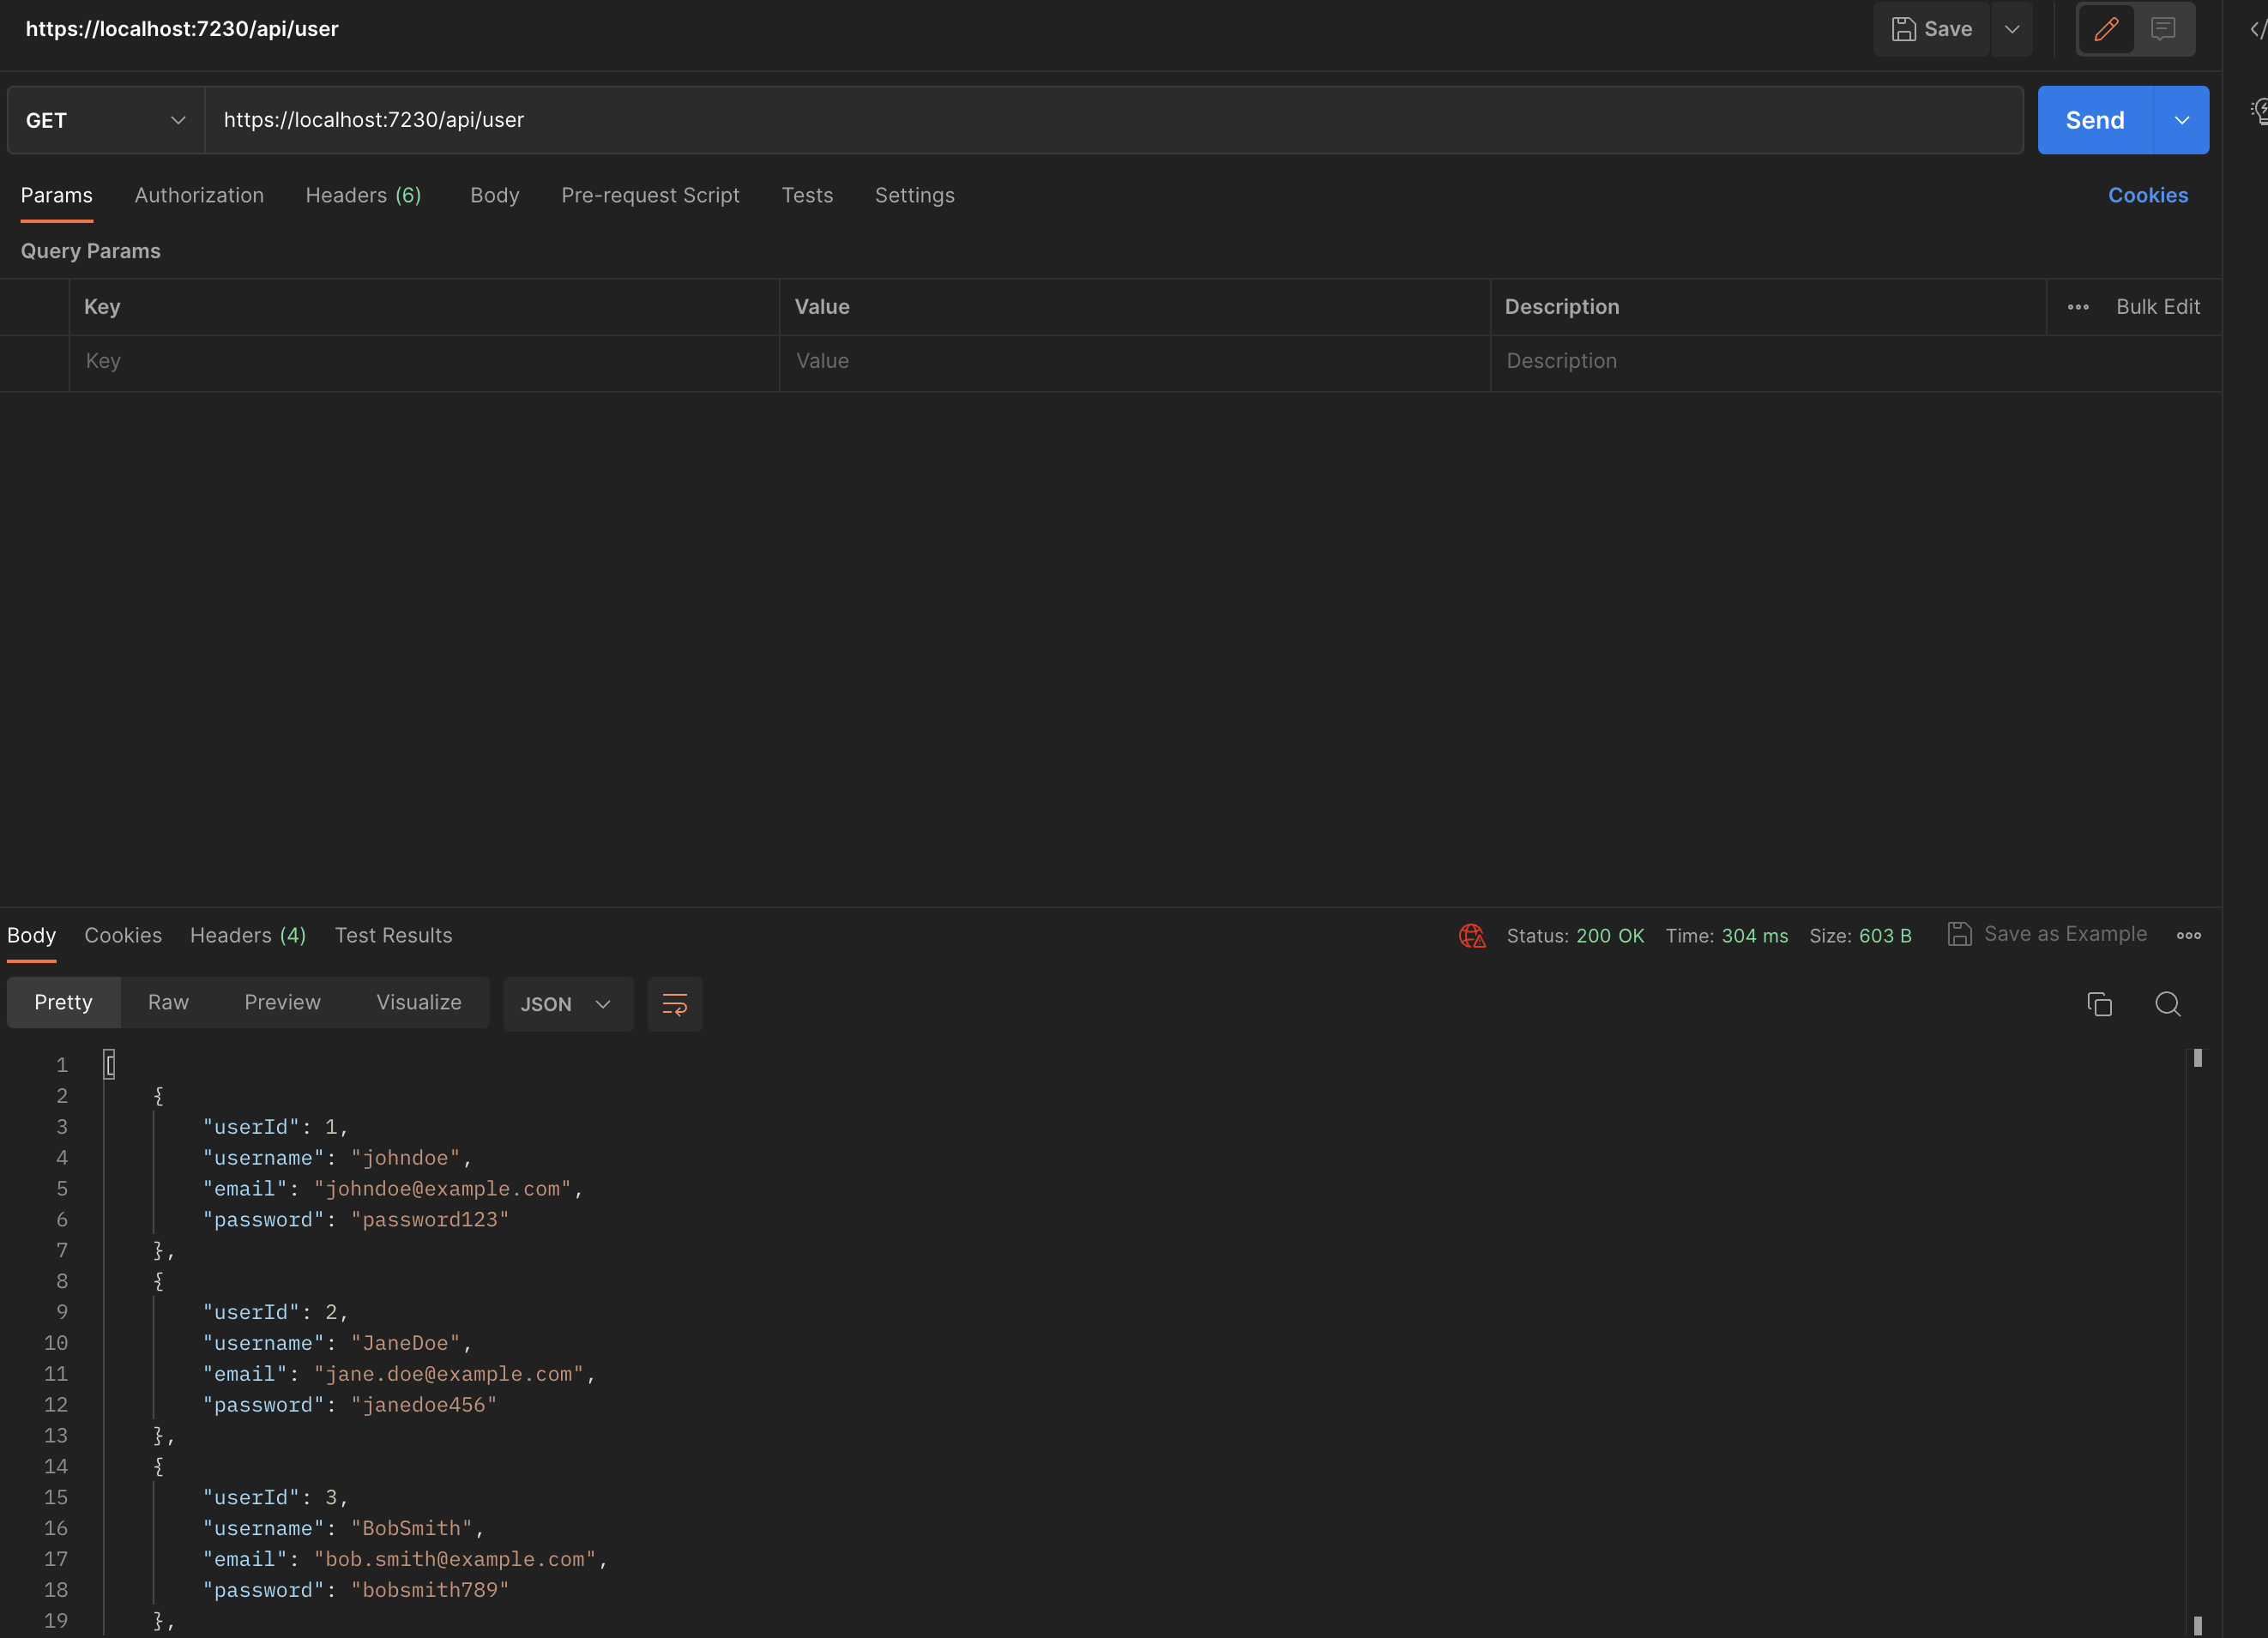 https://localhost:7230/api/user
Save
GET
https://localhost:7230/api/user
Send
Params Authorization Headers (6) Body Pre-request Script Tests Settings Cookies
Query Params
Key Value Description Bulk Edit
Key Value Description
Body Cookies Headers (4) Test Results Status: 200 OK Time: 304 ms Size: 603 B Save as Example
Pretty Raw Preview Visualize JSON
1 [
2 {
3 "userId": 1,
4 "username": "johndoe",
5 "email": "johndoe@example.com",
6 "password": "password123"
7 },
8 {
9 "userId": 2,
10 "username": "JaneDoe",
11 "email": "jane.doe@example.com",
12 "password": "janedoe456"
13 },
14 {
15 "userId": 3,
16 "username": "BobSmith",
17 "email": "bob.smith@example.com",
18 "password": "bobsmith789"
19 },